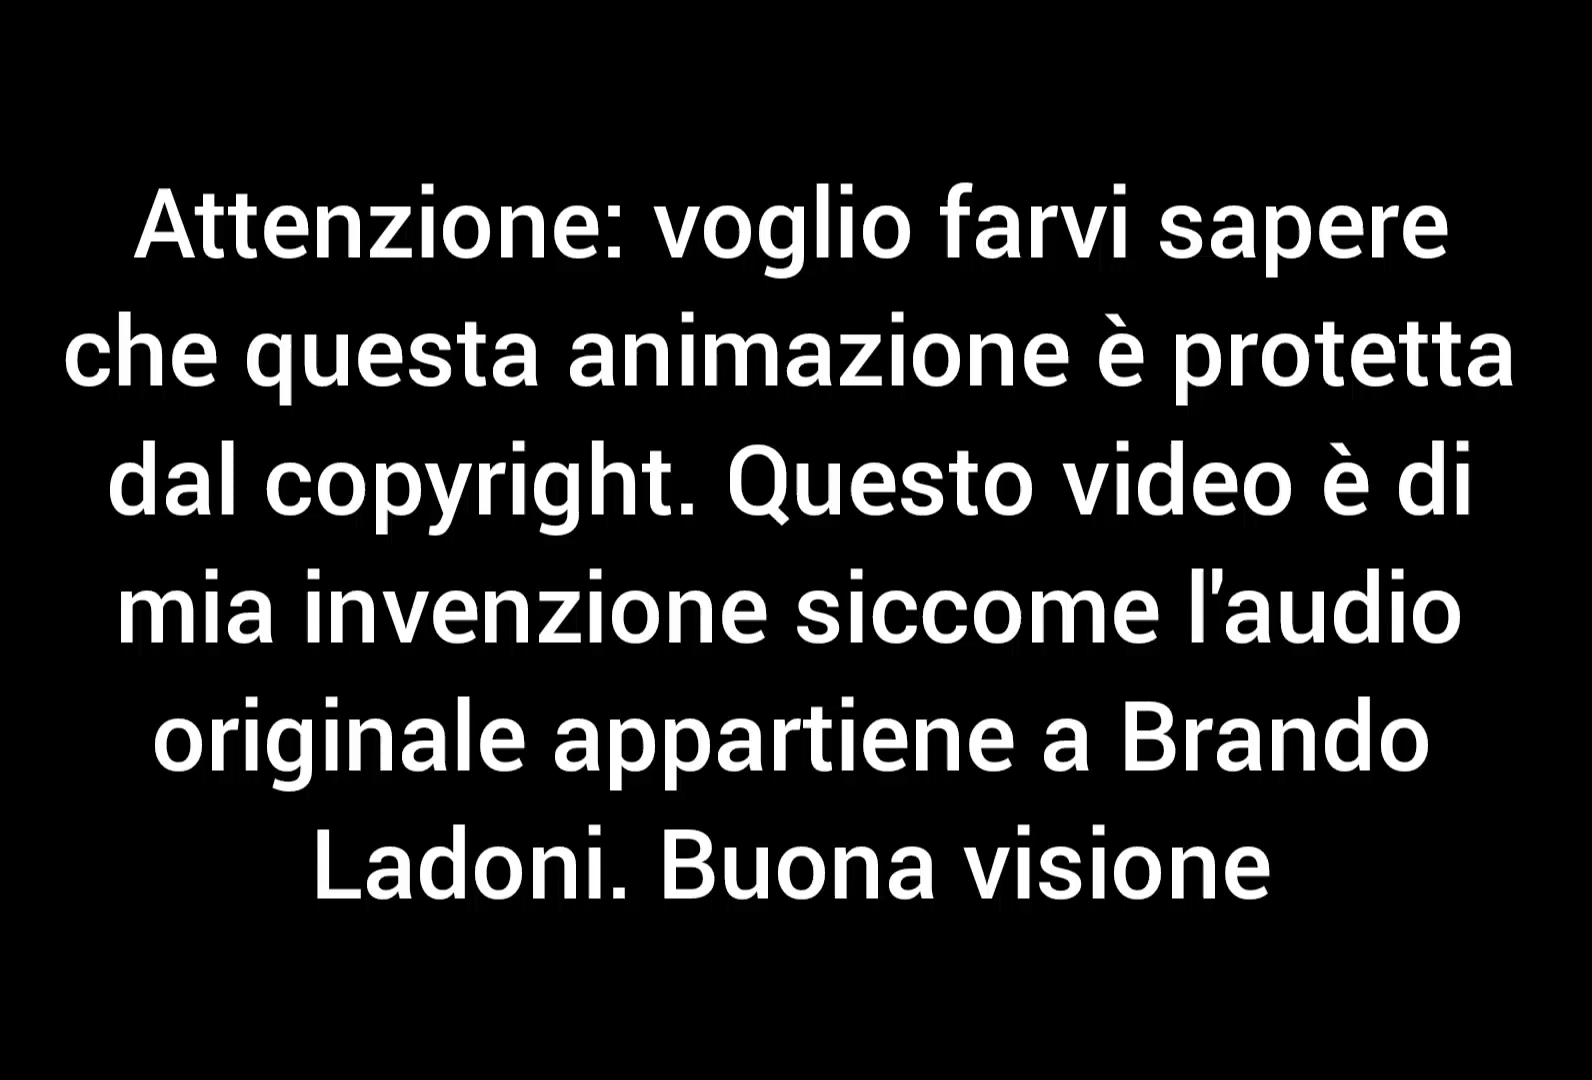 Attenzione: voglio farvi sapere
che questa animazione è protetta
dal copyright. Questo video è di
mia invenzione siccome l'audio
originale appartiene a Brando
Ladoni. Buona visione